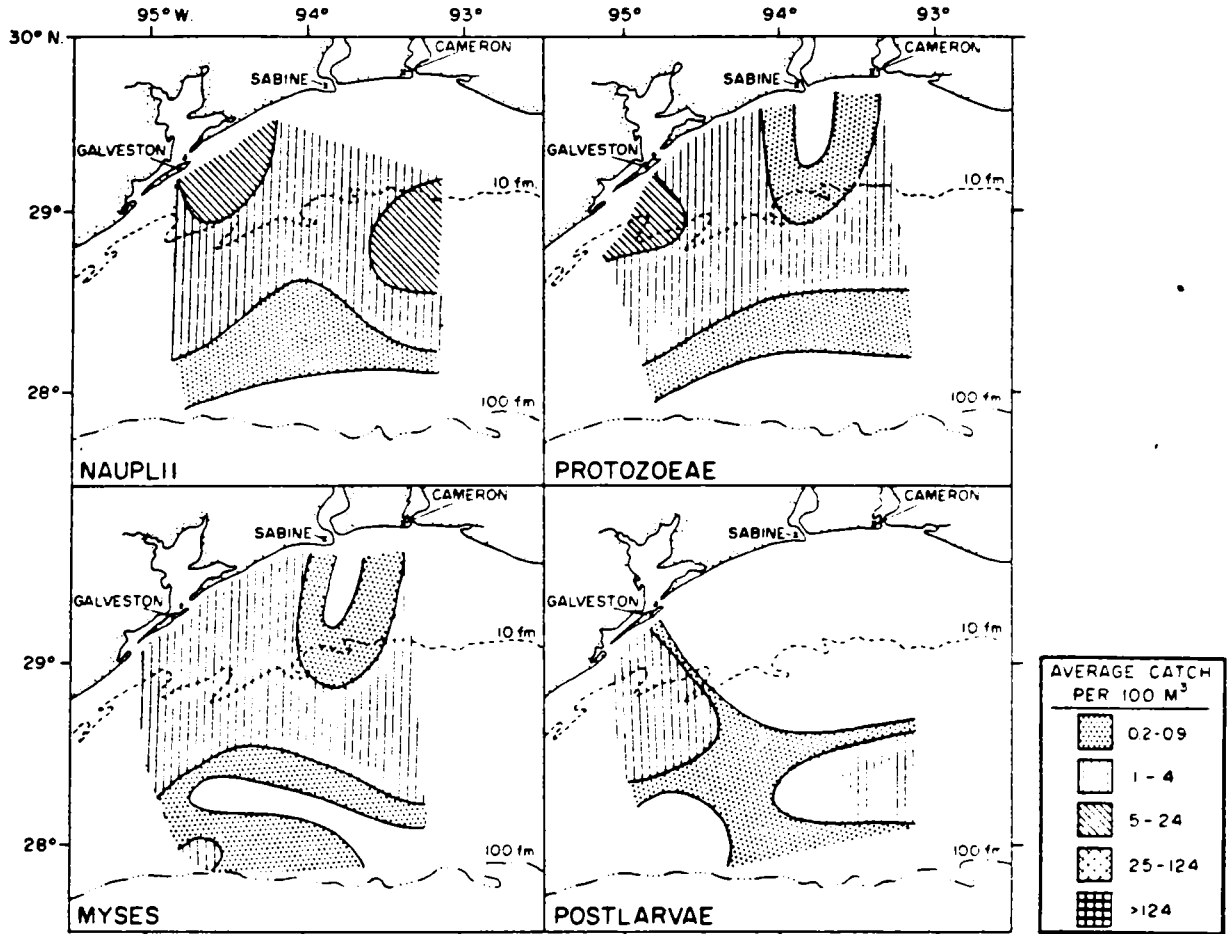 95° W. 94° 93° 95° 94° 93°
30° N.
CAMERON
SABINE
GALVESTON
10 fm
29°
28°
100 fm
NAUPLII
CAMERON
SABINE
GALVESTON
10 fm
100 fm
PROTOZOEAE
CAMERON
SABINE
GALVESTON
10 fm
29°
28°
100 fm
MYSES
CAMERON
SABINE
GALVESTON
10 fm
100 fm
POSTLARVAE
AVERAGE CATCH
PER 100 M³
0.2-0.9
1 - 4
5 - 24
25 - 124
>124